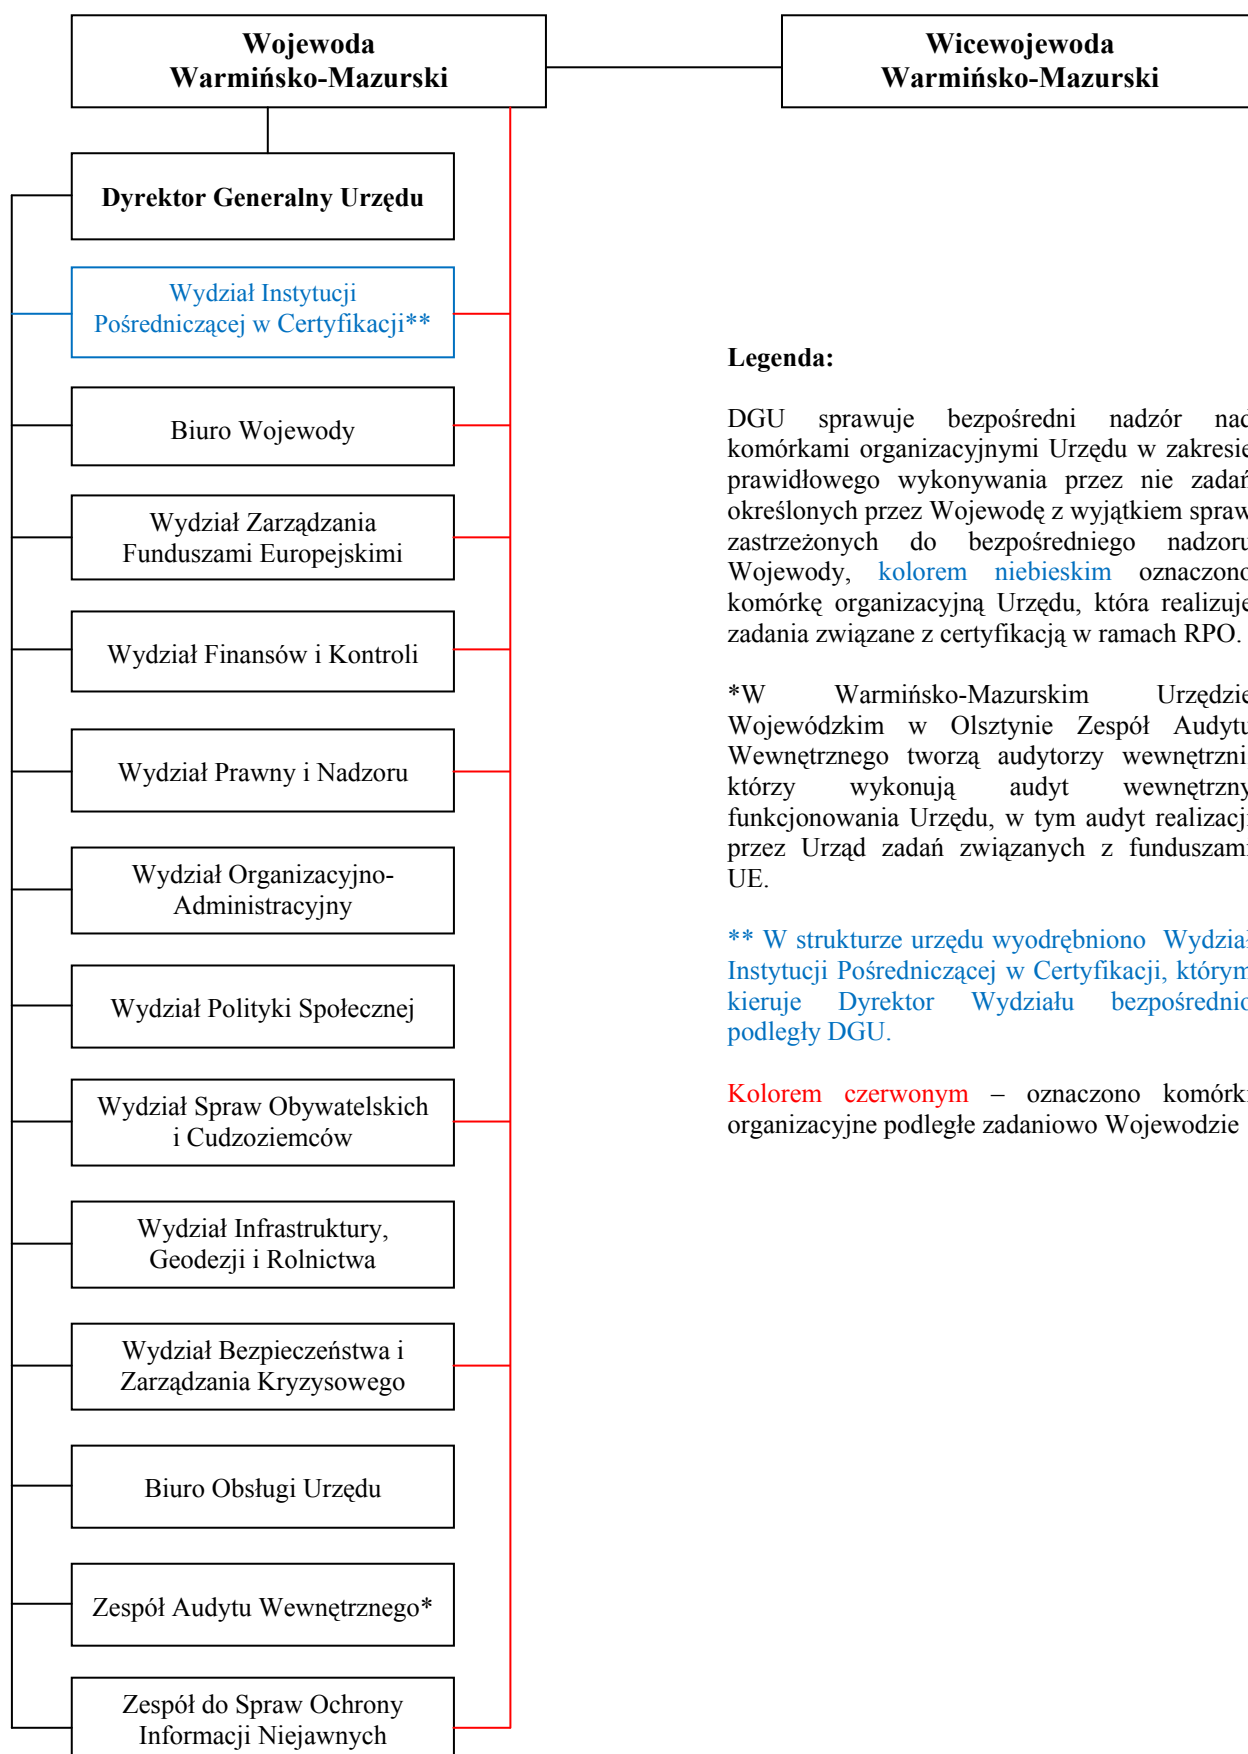 Wojewoda
Warmińsko-Mazurski
Wicewojewoda
Warmińsko-Mazurski
Dyrektor Generalny Urzędu
Wydział Instytucji
Pośredniczącej w Certyfikacji**
Biuro Wojewody
Wydział Zarządzania
Funduszami Europejskimi
Wydział Finansów i Kontroli
Wydział Prawny i Nadzoru
Wydział Organizacyjno-
Administracyjny
Wydział Polityki Społecznej
Wydział Spraw Obywatelskich
i Cudzoziemców
Wydział Infrastruktury,
Geodezji i Rolnictwa
Wydział Bezpieczeństwa i
Zarządzania Kryzysowego
Biuro Obsługi Urzędu
Zespół Audytu Wewnętrznego*
Zespół do Spraw Ochrony
Informacji Niejawnych
Legenda:
DGU sprawuje bezpośredni nadzór nad
komórkami organizacyjnymi Urzędu w zakresie
prawidłowego wykonywania przez nie zadań
określonych przez Wojewodę z wyjątkiem spraw
zastrzeżonych do bezpośredniego nadzoru
Wojewody, kolorem niebieskim oznaczono
komórkę organizacyjną Urzędu, która realizuje
zadania związane z certyfikacją w ramach RPO.
*W Warmińsko-Mazurskim Urzędzie
Wojewódzkim w Olsztynie Zespół Audytu
Wewnętrznego tworzą audytorzy wewnętrzni
którzy wykonują audyt wewnętrzny
funkcjonowania Urzędu, w tym audyt realizacji
przez Urząd zadań związanych z funduszami
UE.
** W strukturze urzędu wyodrębniono Wydział
Instytucji Pośredniczącej w Certyfikacji, którym
kieruje Dyrektor Wydziału bezpośrednio
podległy DGU.
Kolorem czerwonym – oznaczono komórki
organizacyjne podległe zadaniowo Wojewodzie